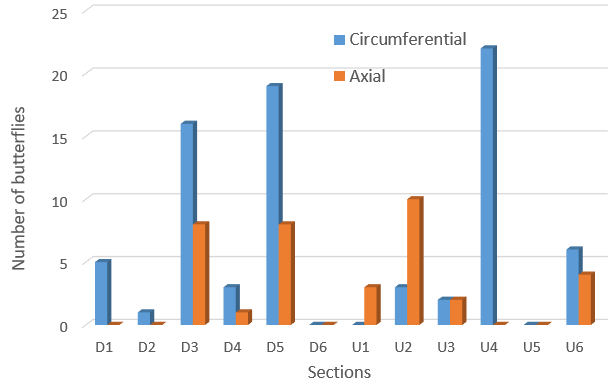 25
20
15
10
5
0
Number of butterflies
Circumferential
Axial
D1 D2 D3 D4 D5 D6 U1 U2 U3 U4 U5 U6
Sections